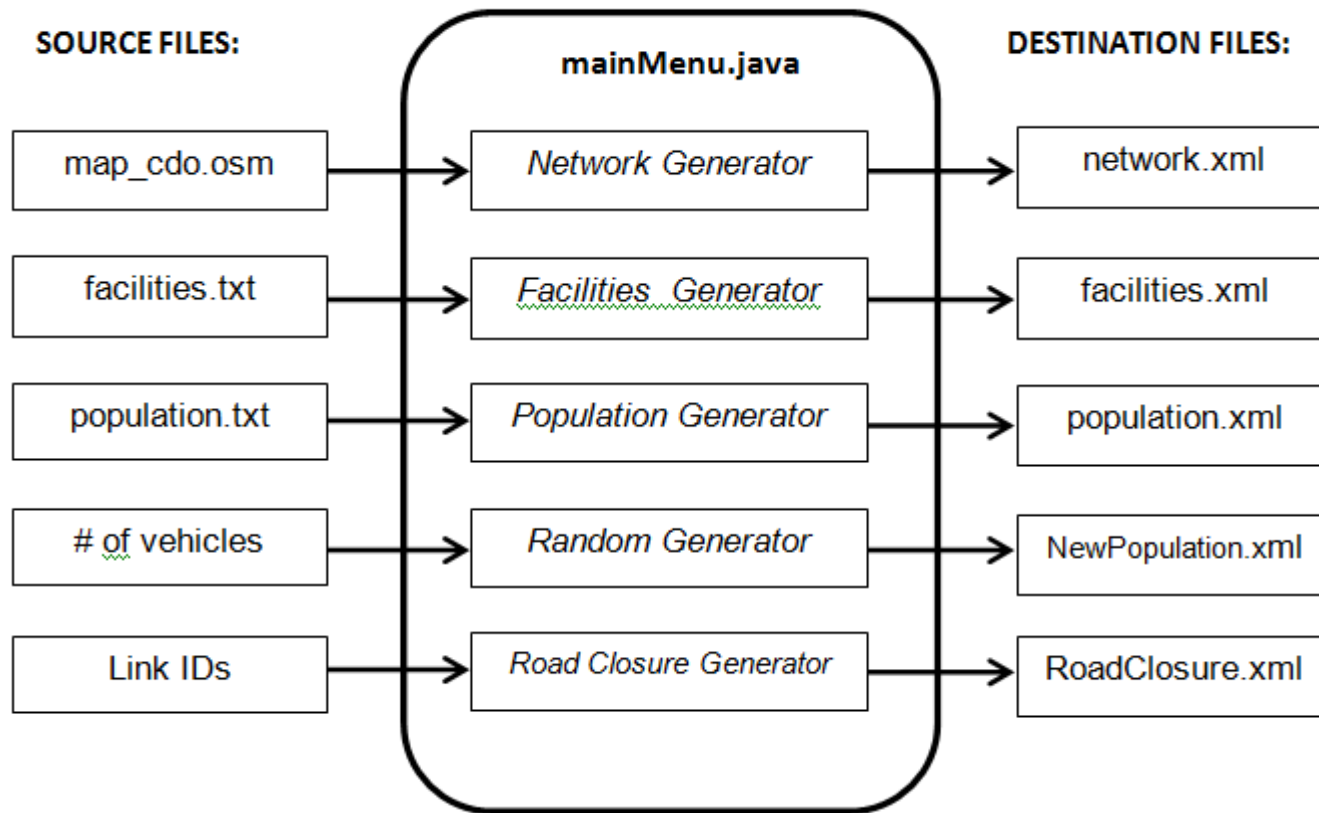 SOURCE FILES:
mainMenu.java
DESTINATION FILES:
map_cdo.osm
Network Generator
network.xml
facilities.txt
Facilities Generator
facilities.xml
population.txt
Population Generator
population.xml
# of vehicles
Random Generator
NewPopulation.xml
Link IDs
Road Closure Generator
RoadClosure.xml